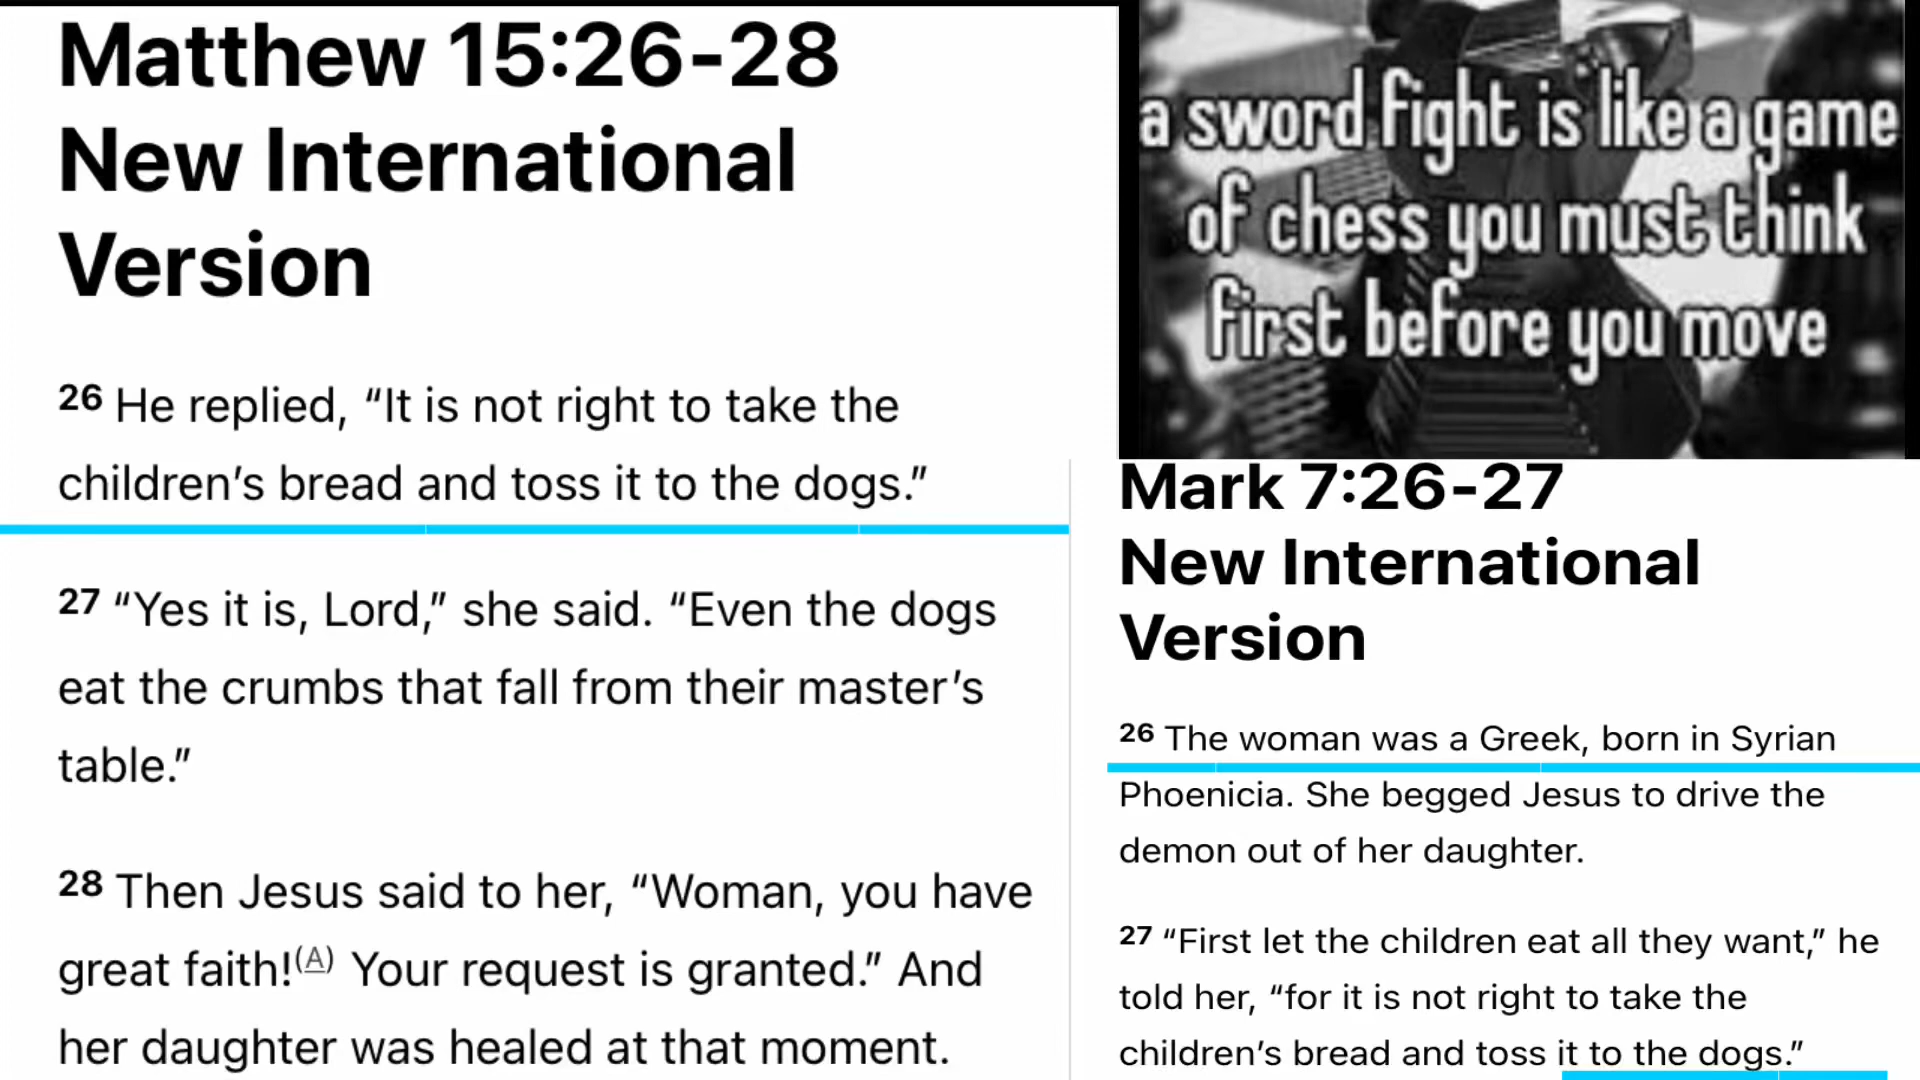 Matthew 15:26-28
New International
Version
26 He replied, “It is not right to take the
children’s bread and toss it to the dogs.”
27 “Yes it is, Lord,” she said. “Even the dogs
eat the crumbs that fall from their master’s
table.”
28 Then Jesus said to her, “Woman, you have
great faith!(A) Your request is granted.” And
her daughter was healed at that moment.
a sword fight is like a game
of chess you must think
first before you move
Mark 7:26-27
New International
Version
26 The woman was a Greek, born in Syrian
Phoenicia. She begged Jesus to drive the
demon out of her daughter.
27 “First let the children eat all they want,” he
told her, “for it is not right to take the
children’s bread and toss it to the dogs.”